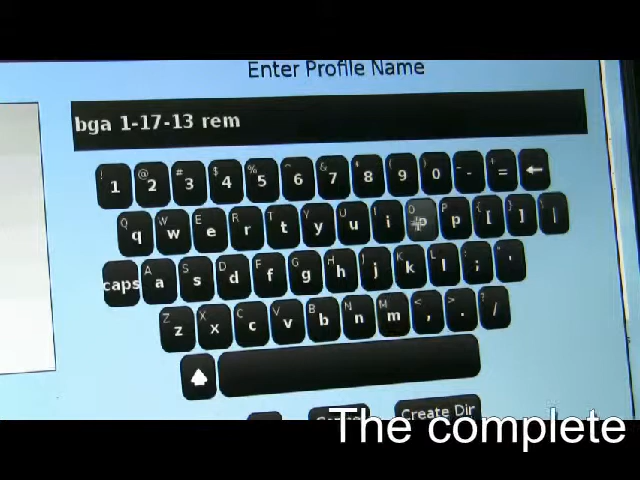 Enter Profile Name
bga 1-17-13 rem
! 1 @ 2 # 3 $ 4 % 5 ^ 6 & 7 * 8 ( 9 ) 0 _ - + = ←
Q q W w E e R r T t Y y U u I i O P p { [ } ] | \
caps A a S s D d F f G g H h J j K k L l : ; " '
Z z X x C c V v B b N n M m < , > . ? /
Create Dir
The complete